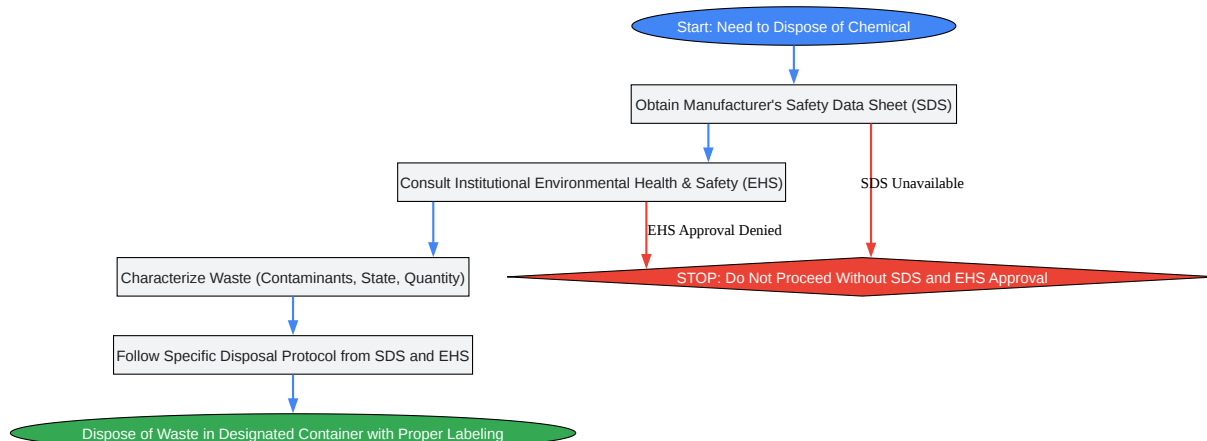 Start: Need to Dispose of Chemical
Obtain Manufacturer's Safety Data Sheet (SDS)
Consult Institutional Environmental Health & Safety (EHS)
SDS Unavailable
EHS Approval Denied
Characterize Waste (Contaminants, State, Quantity)
STOP: Do Not Proceed Without SDS and EHS Approval
Follow Specific Disposal Protocol from SDS and EHS
Dispose of Waste in Designated Container with Proper Labeling